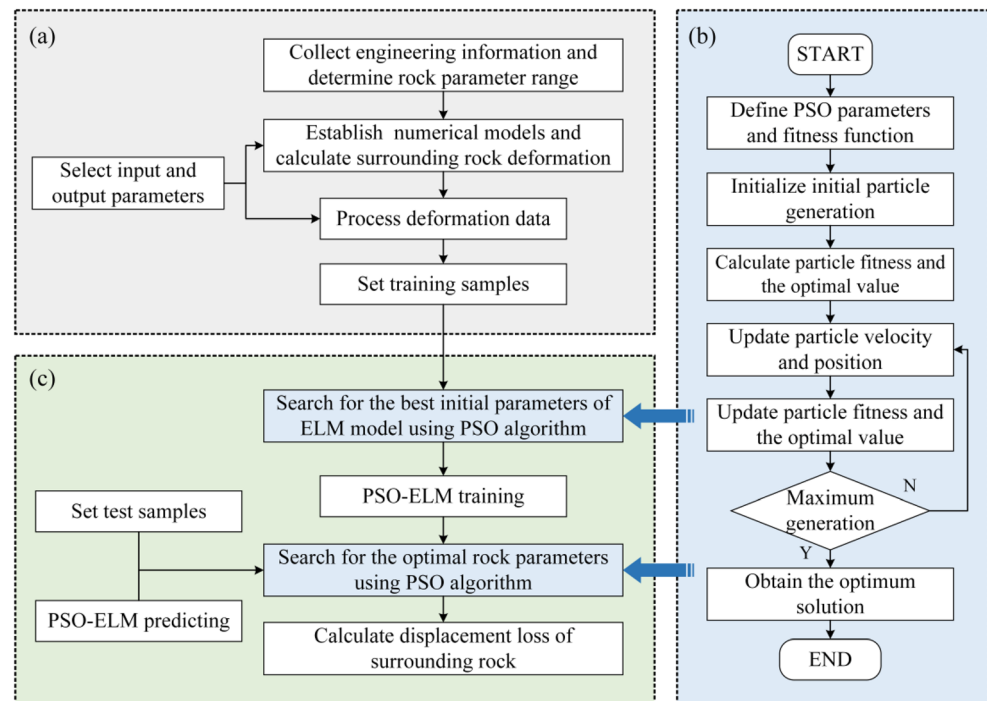 (a)
Collect engineering information and
determine rock parameter range
Establish numerical models and
calculate surrounding rock deformation
Select input and
output parameters
Process deformation data
Set training samples
(b)
START
Define PSO parameters
and fitness function
Initialize initial particle
generation
Calculate particle fitness and
the optimal value
Update particle velocity
and position
Update particle fitness and
the optimal value
Maximum
generation
N
Y
Obtain the optimum
solution
END
(c)
Search for the best initial parameters of
ELM model using PSO algorithm
PSO-ELM training
Set test samples
Search for the optimal rock parameters
using PSO algorithm
PSO-ELM predicting
Calculate displacement loss of
surrounding rock